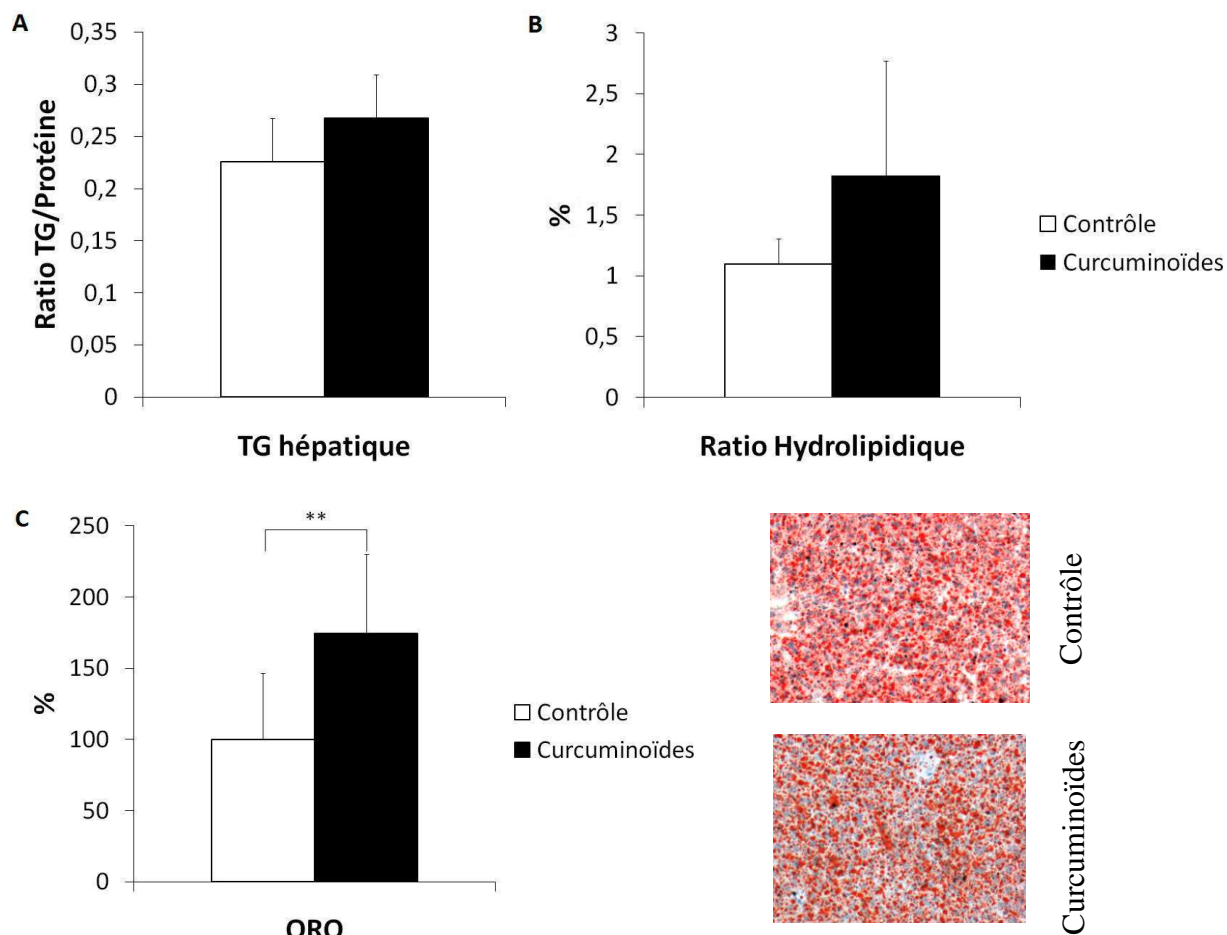 A
0,35
0,3
0,25
0,2
0,15
0,1
0,05
0
Ratio TG/Protéine
TG hépatique
B
3
2,5
2
1,5
1
0,5
0
%
Ratio Hydrolipidique
Contrôle
Curcuminoïdes
C
250
200
150
100
50
0
%
**
ORO
Contrôle
Curcuminoïdes
Contrôle
Curcuminoïdes